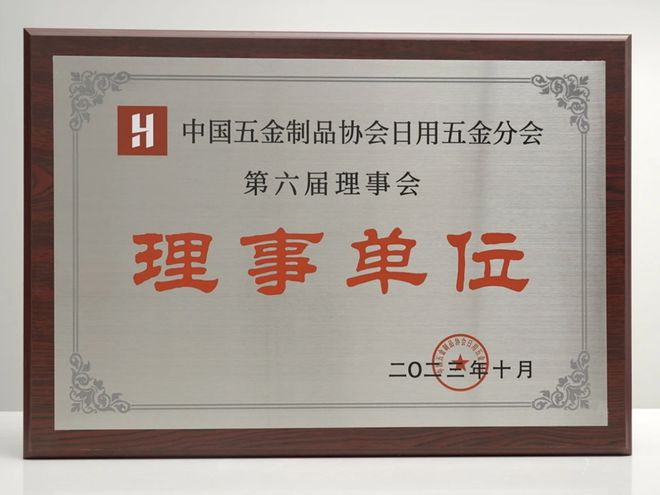 中国五金制品协会日用五金分会
第六届理事会
理事单位
二〇二三年十月